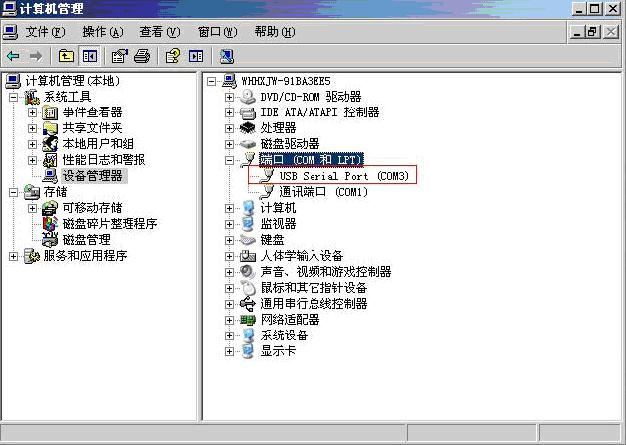 计算机管理
文件(F) 操作(A) 查看(V) 窗口(W) 帮助(H)
计算机管理(本地)
系统工具
事件查看器
共享文件夹
本地用户和组
性能日志和警报
设备管理器
存储
可移动存储
磁盘碎片整理程序
磁盘管理
服务和应用程序
WHHXJW-91BA3EE5
DVD/CD-ROM 驱动器
IDE ATA/ATAPI 控制器
处理器
磁盘驱动器
端口 (COM 和 LPT)
USB Serial Port (COM3)
通讯端口 (COM1)
计算机
监视器
键盘
人体学输入设备
声音、视频和游戏控制器
鼠标和其它指针设备
通用串行总线控制器
网络适配器
系统设备
显示卡